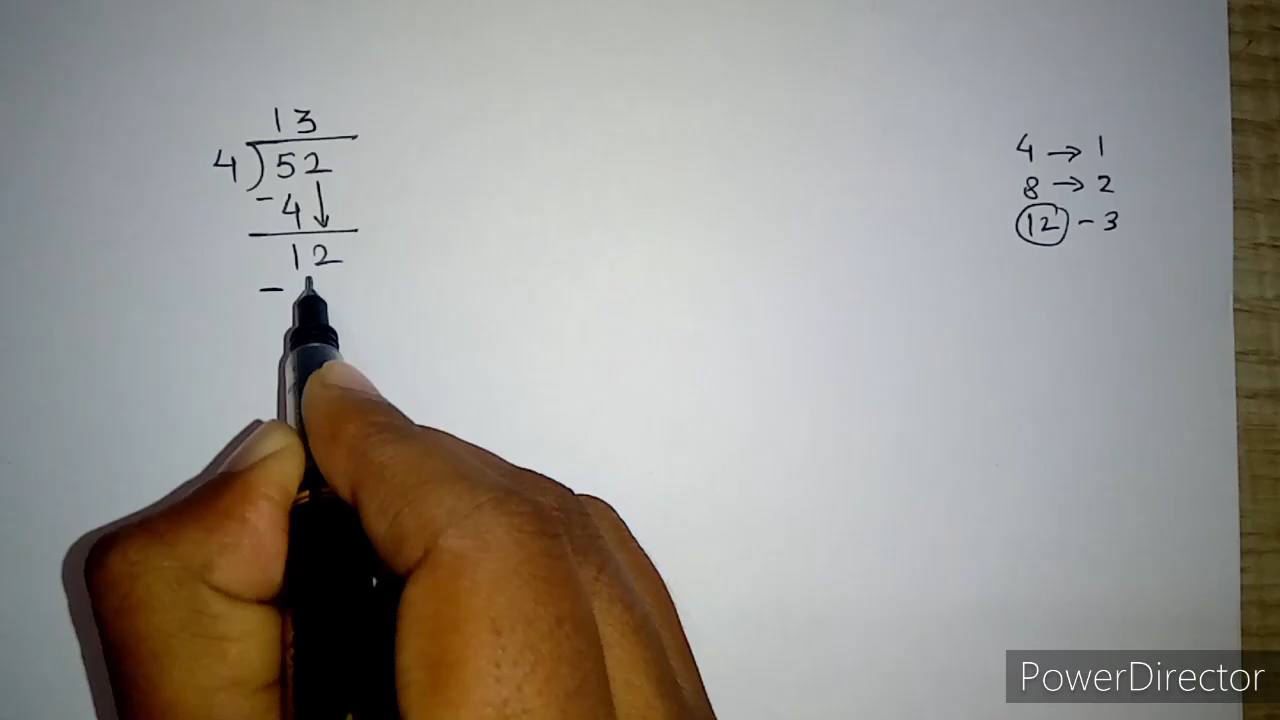 13
4)52
-4↓
12
-
4 → 1
8 → 2
12 - 3
PowerDirector